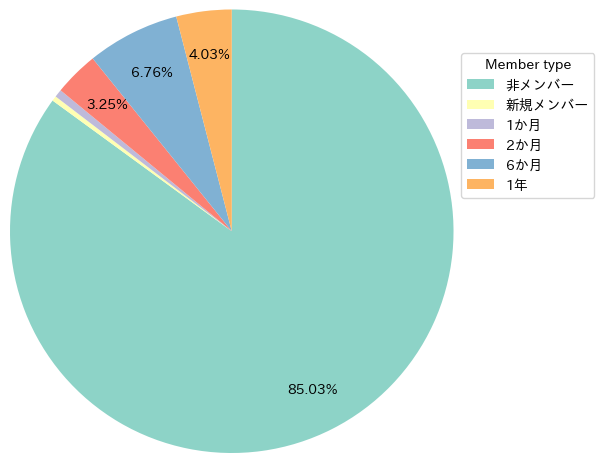 4.03%
6.76%
3.25%
85.03%
Member type
非メンバー
新規メンバー
1か月
2か月
6か月
1年